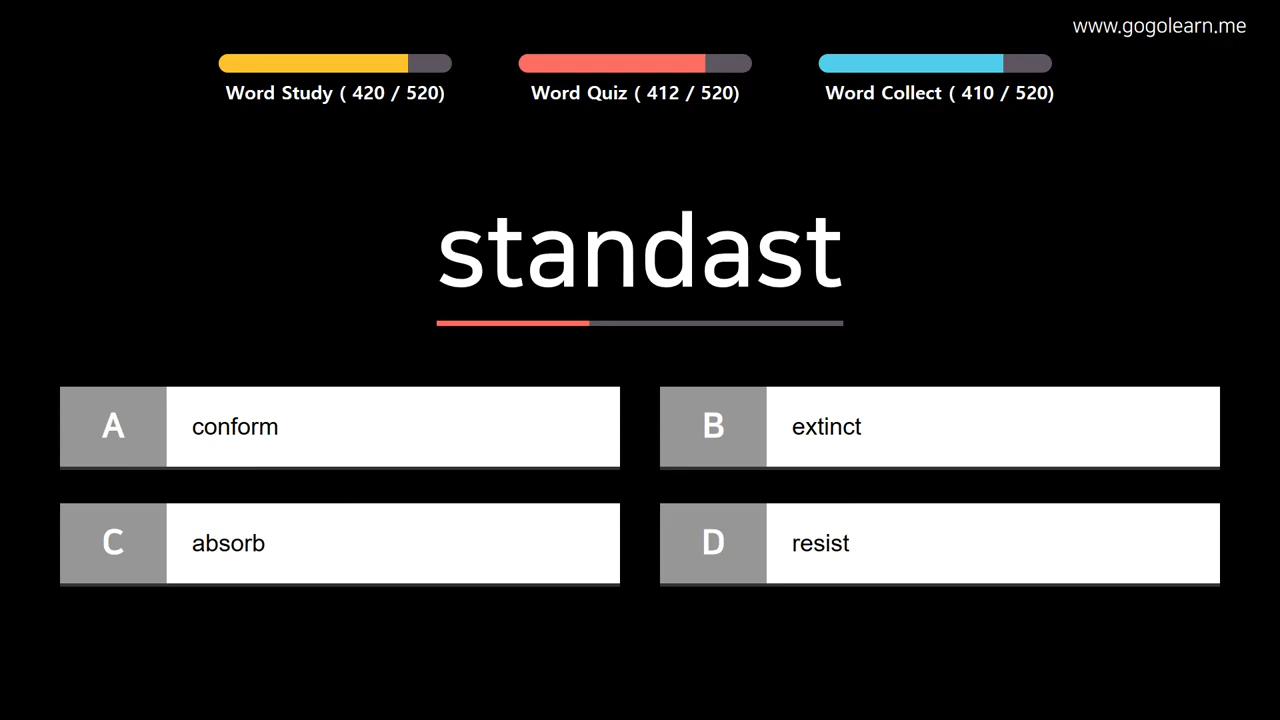 www.gogolearn.me
Word Study ( 420 / 520)
Word Quiz ( 412 / 520)
Word Collect ( 410 / 520)
standast
A
conform
B
extinct
C
absorb
D
resist